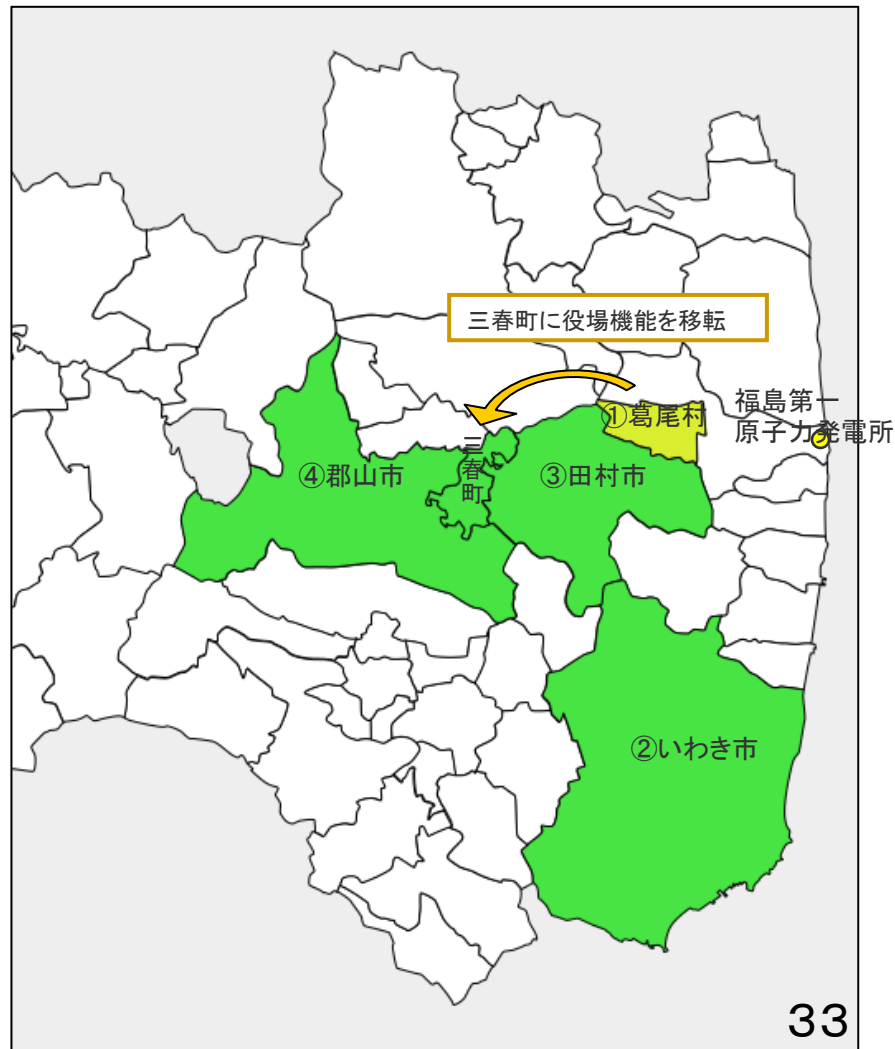 三春町に役場機能を移転
①葛尾村
福島第一
原子力発電所
三春町
④郡山市
③田村市
②いわき市
33